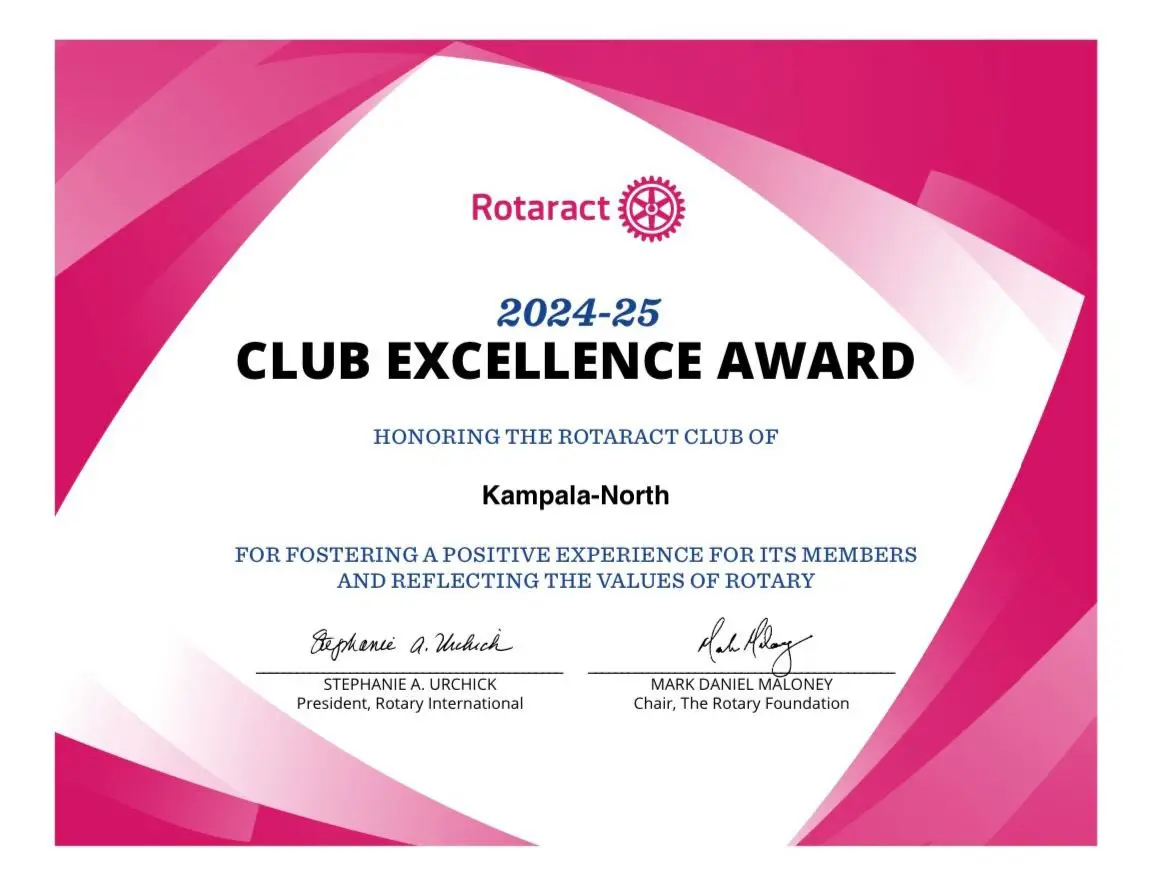 Rotaract
2024-25
CLUB EXCELLENCE AWARD
HONORING THE ROTARACT CLUB OF
Kampala-North
FOR FOSTERING A POSITIVE EXPERIENCE FOR ITS MEMBERS
AND REFLECTING THE VALUES OF ROTARY
Stephanie A. Urchick
STEPHANIE A. URCHICK
President, Rotary International
Mark Maloney
MARK DANIEL MALONEY
Chair, The Rotary Foundation